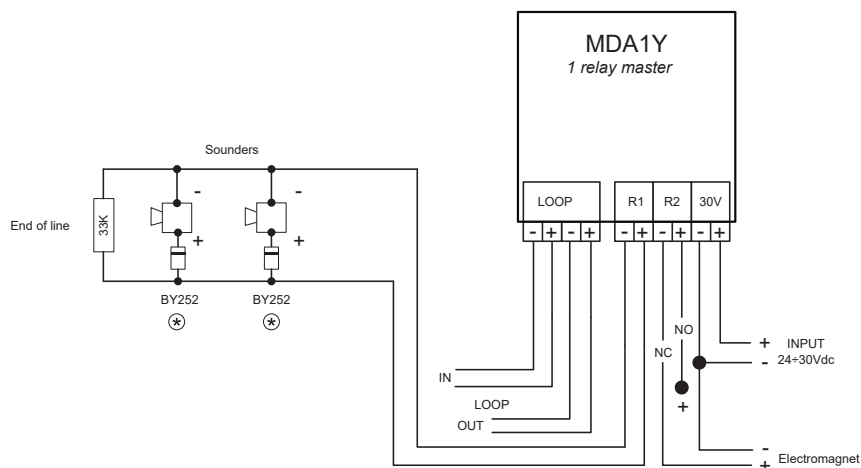 MDA1Y
1 relay master
Sounders
- -
LOOP R1 R2 30V
End of line
33K
+ +
- + - + - + - + - +
BY252 BY252
* *
NO
NC
+ INPUT
- 24÷30Vdc
IN
LOOP
OUT
+
-
+ Electromagnet